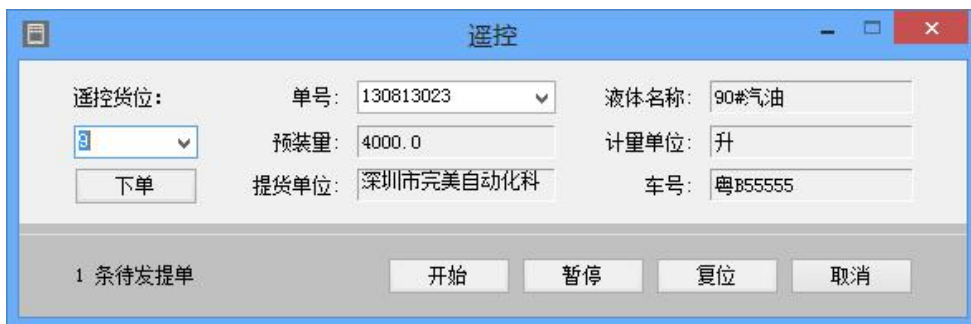 遥控
遥控货位: 单号: 130813023 液体名称: 90#汽油
预装量: 4000.0 计量单位: 升
下单 提货单位: 深圳市完美自动化科 车号: 粤B55555
1 条待发提单 开始 暂停 复位 取消